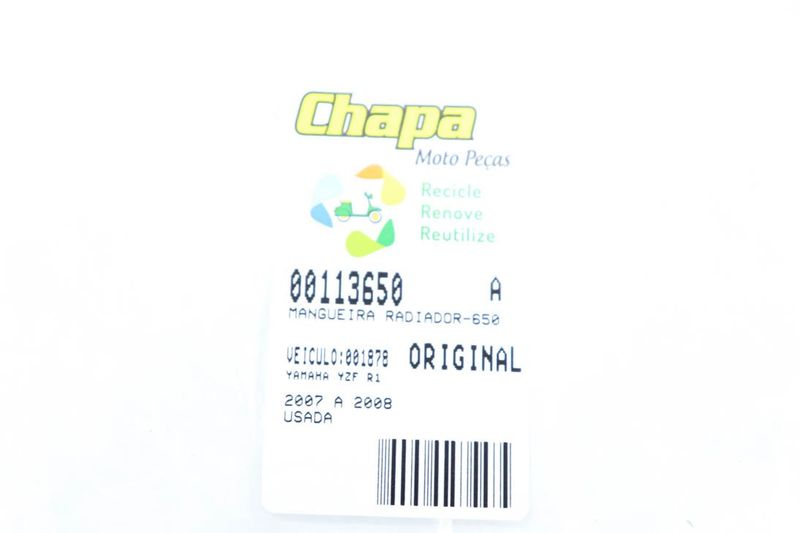 Chapa
Moto Peças
Recicle
Renove
Reutilize
00113650 A
MANGUEIRA RADIADOR-650
VEICULO:001878 ORIGINAL
YAMAHA YZF R1
2007 A 2008
USADA